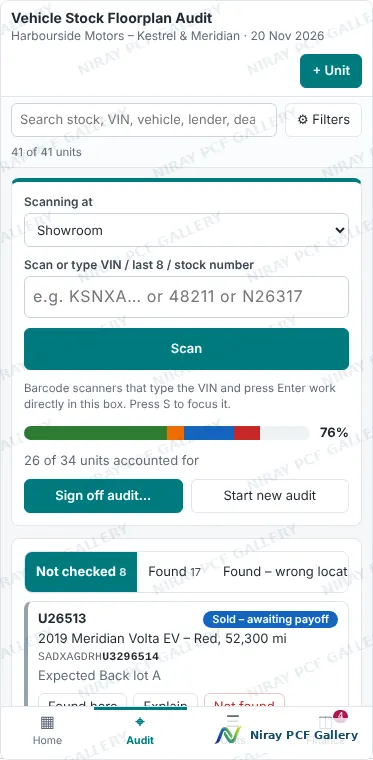 Vehicle Stock Floorplan Audit
Harbourside Motors – Kestrel & Meridian · 20 Nov 2026
+ Unit
Search stock, VIN, vehicle, lender, dea
⚙ Filters
41 of 41 units
Scanning at
Showroom
Scan or type VIN / last 8 / stock number
e.g. KSNXA... or 48211 or N26317
Scan
Barcode scanners that type the VIN and press Enter work
directly in this box. Press S to focus it.
76%
26 of 34 units accounted for
Sign off audit...
Start new audit
Not checked 8
Found 17
Found – wrong locat
U26513
Sold – awaiting payoff
2019 Meridian Volta EV – Red, 52,300 mi
SADXAGDRHU3296514
Expected Back lot A
Found here
Explain
Not found
Home
Audit
4
Niray PCF Gallery
NIRAY PCF GALLERY